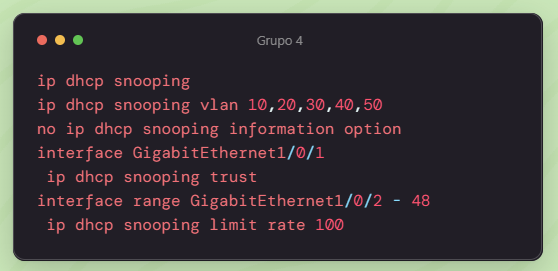 Grupo 4
ip dhcp snooping
ip dhcp snooping vlan 10,20,30,40,50
no ip dhcp snooping information option
interface GigabitEthernet1/0/1
 ip dhcp snooping trust
interface range GigabitEthernet1/0/2 - 48
 ip dhcp snooping limit rate 100